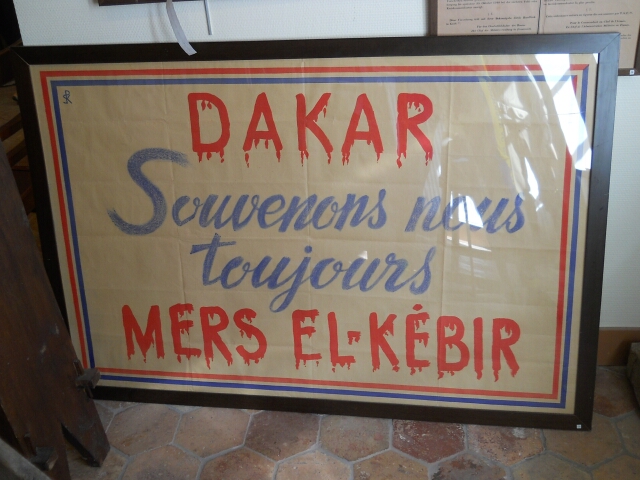 DAKAR
Souvenons nous
toujours
MERS EL-KÉBIR